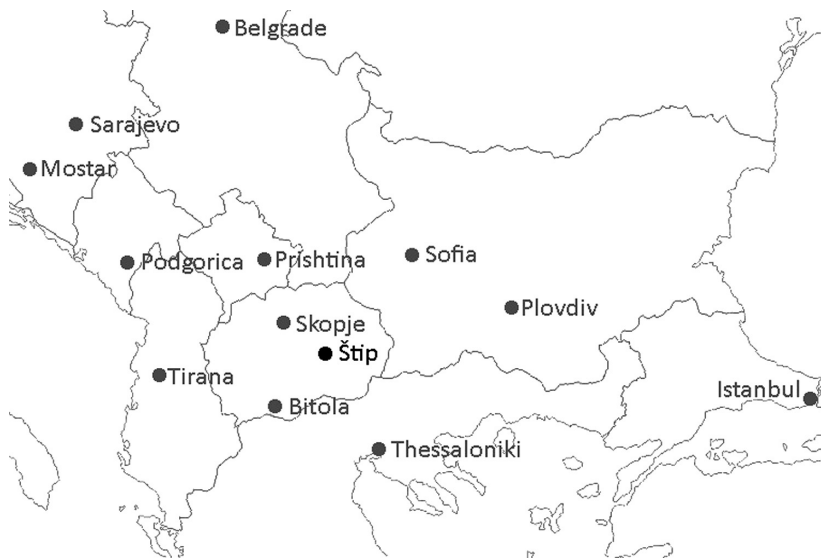 Belgrade
Sarajevo
Mostar
Podgorica
Prishtina
Sofia
Plovdiv
Skopje
Štip
Tirana
Istanbul
Bitola
Thessaloniki